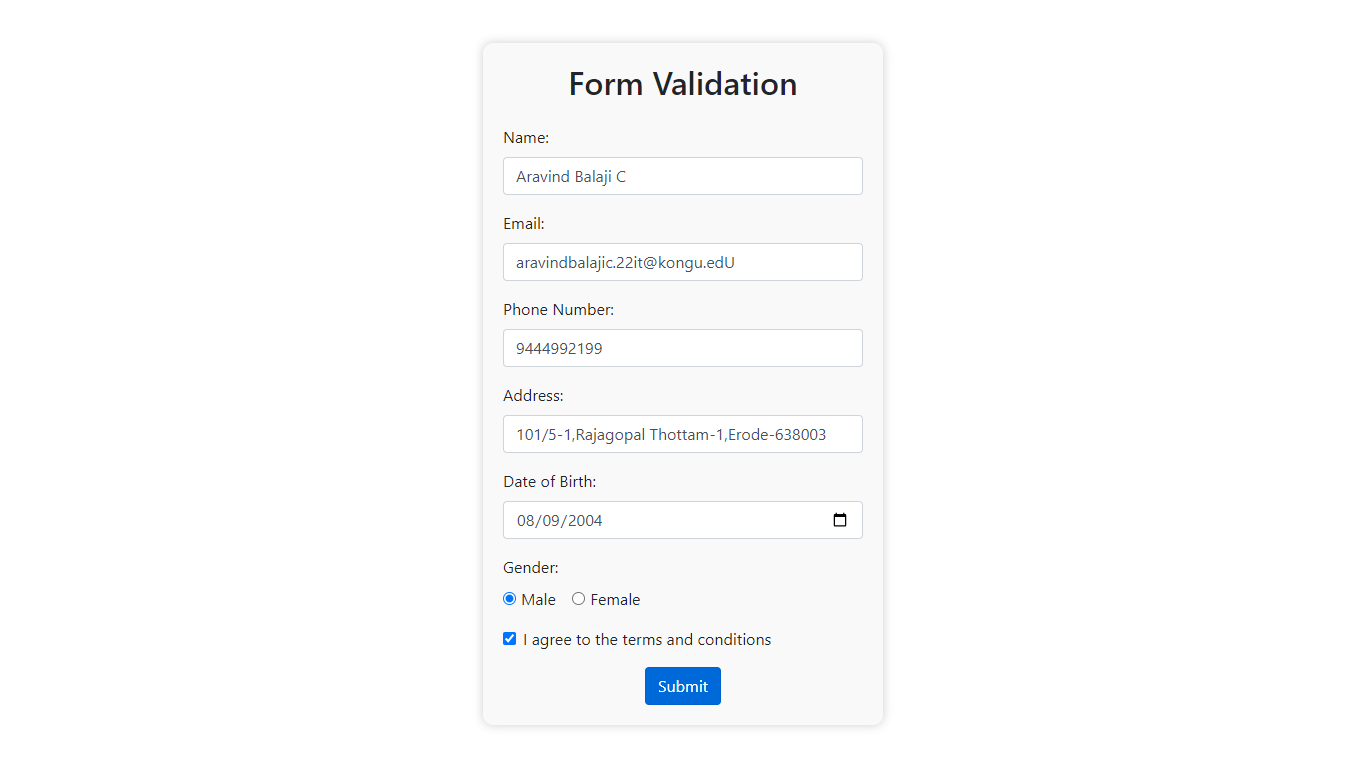 Form Validation
Name:
Aravind Balaji C
Email:
aravindbalajic.22it@kongu.edU
Phone Number:
9444992199
Address:
101/5-1,Rajagopal Thottam-1,Erode-638003
Date of Birth:
08/09/2004
Gender:
Male Female
I agree to the terms and conditions
Submit